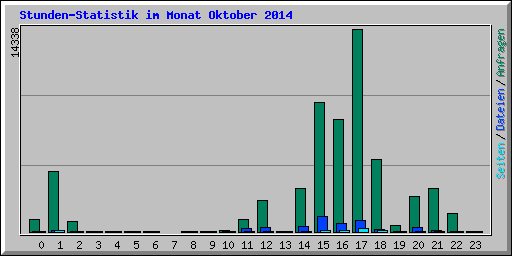 Stunden-Statistik im Monat Oktober 2014
14338
Seiten/Dateien/Anfragen
0 1 2 3 4 5 6 7 8 9 10 11 12 13 14 15 16 17 18 19 20 21 22 23